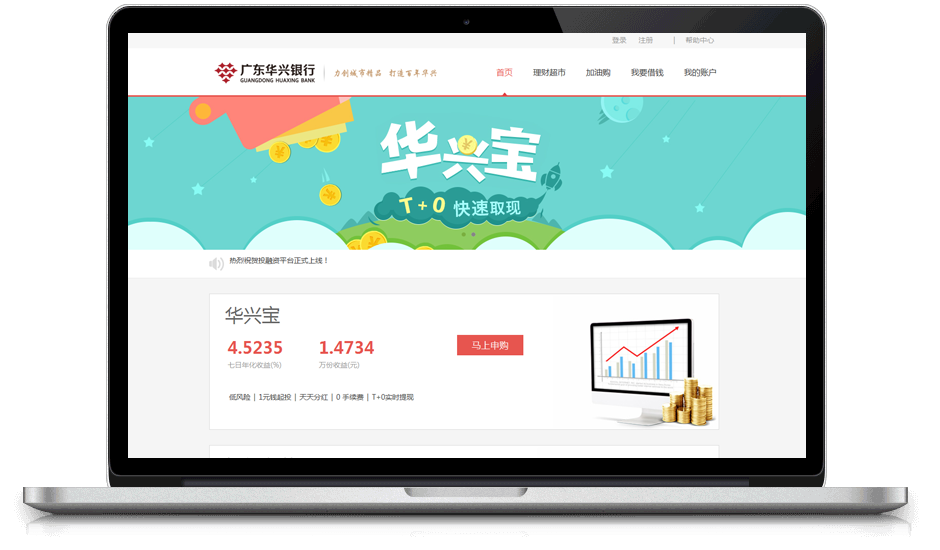 登录 注册 | 帮助中心
广东华兴银行
GUANGDONG HUAXING BANK
力创城市精品 打造百年华兴
首页 理财超市 加油购 我要借钱 我的账户
华兴宝
T+0 快速取现
热烈祝贺投融资平台正式上线！
华兴宝
4.5235 1.4734
七日年化收益(%) 万份收益(元)
马上申购
低风险 | 1元钱起投 | 天天分红 | 0 手续费 | T+0实时提现